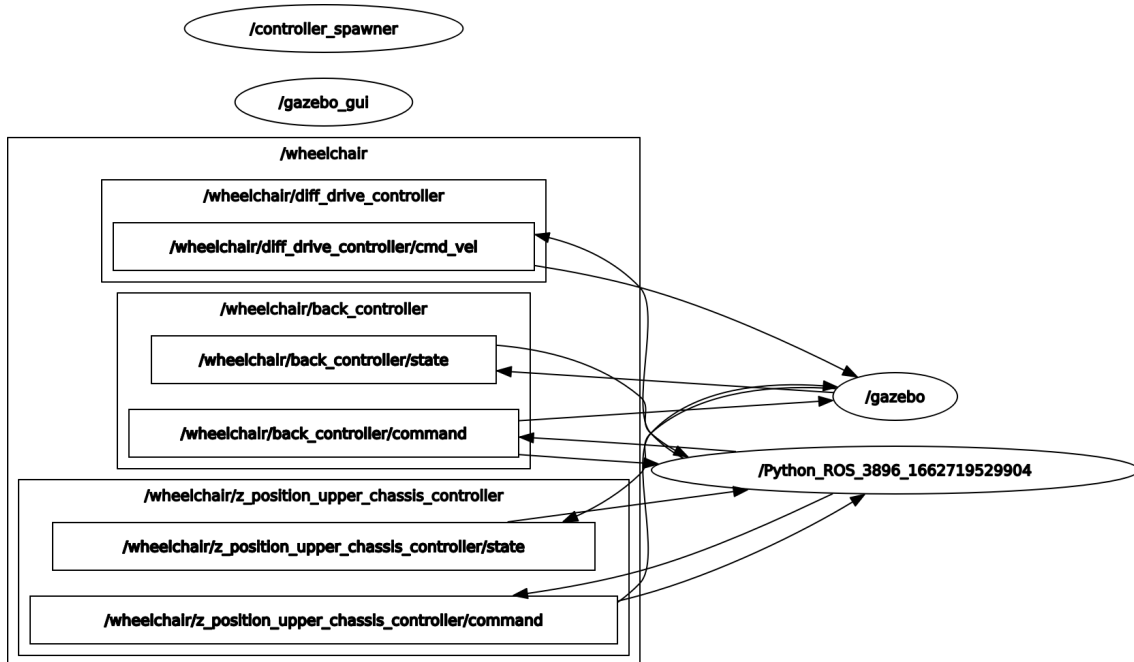 /controller_spawner
/gazebo_gui
/wheelchair
/wheelchair/diff_drive_controller
/wheelchair/diff_drive_controller/cmd_vel
/wheelchair/back_controller
/wheelchair/back_controller/state
/gazebo
/wheelchair/back_controller/command
/Python_ROS_3896_1662719529904
/wheelchair/z_position_upper_chassis_controller
/wheelchair/z_position_upper_chassis_controller/state
/wheelchair/z_position_upper_chassis_controller/command